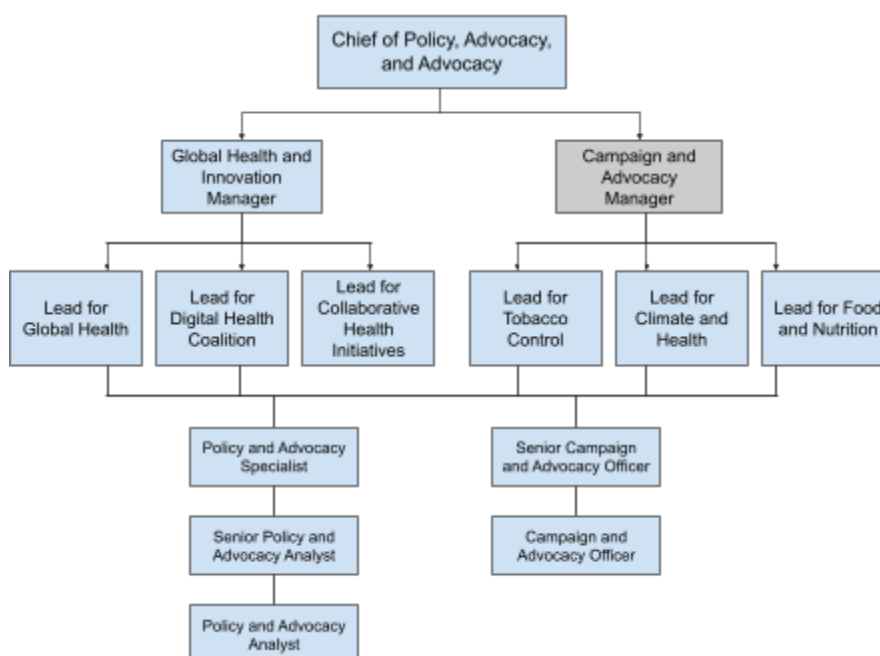 Chief of Policy, Advocacy,
and Advocacy
Global Health and
Innovation
Manager
Campaign and
Advocacy
Manager
Lead for
Global Health
Lead for
Digital Health
Coalition
Lead for
Collaborative
Health
Initiatives
Lead for
Tobacco
Control
Lead for
Climate and
Health
Lead for Food
and Nutrition
Policy and Advocacy
Specialist
Senior Campaign
and Advocacy Officer
Senior Policy and
Advocacy Analyst
Campaign and
Advocacy Officer
Policy and Advocacy
Analyst